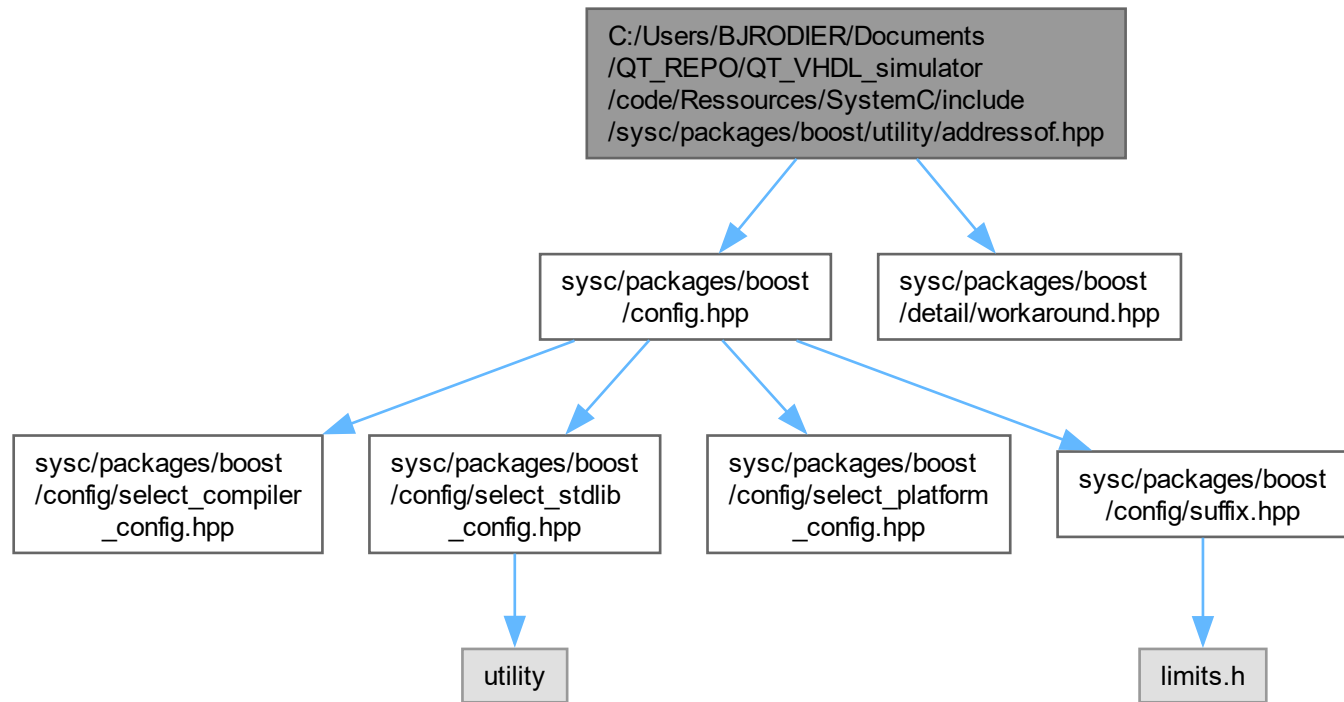 C:/Users/BJRODIER/Documents
/QT_REPO/QT_VHDL_simulator
/code/Ressources/SystemC/include
/sysc/packages/boost/utility/addressof.hpp
sysc/packages/boost
/config.hpp
sysc/packages/boost
/detail/workaround.hpp
sysc/packages/boost
/config/select_compiler
_config.hpp
sysc/packages/boost
/config/select_stdlib
_config.hpp
sysc/packages/boost
/config/select_platform
_config.hpp
sysc/packages/boost
/config/suffix.hpp
utility
limits.h